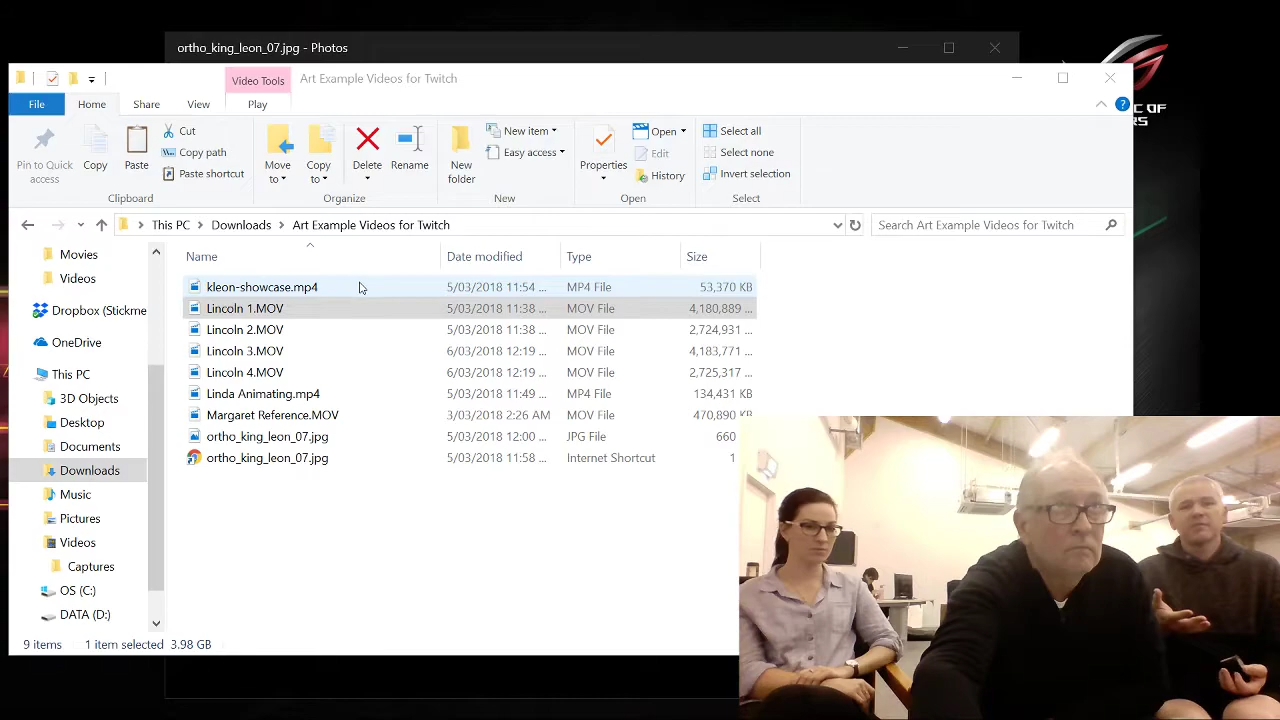 ortho_king_leon_07.jpg - Photos
Video Tools
Art Example Videos for Twitch
File
Home
Share
View
Play
C OF
RS
Pin to Quick
access
Copy
Paste
Cut
Copy path
Paste shortcut
Move
to
Copy
to
Delete
Rename
New
folder
New item
Easy access
Properties
Open
Edit
History
Select all
Select none
Invert selection
Clipboard
Organize
New
Open
Select
This PC > Downloads > Art Example Videos for Twitch
Search Art Example Videos for Twitch
Name
Date modified
Type
Size
kleon-showcase.mp4 5/03/2018 11:54 ... MP4 File 53,370 KB
Lincoln 1.MOV 5/03/2018 11:38 ... MOV File 4,180,889 ...
Lincoln 2.MOV 5/03/2018 11:38 ... MOV File 2,724,931 ...
Lincoln 3.MOV 6/03/2018 12:19 ... MOV File 4,183,771 ...
Lincoln 4.MOV 6/03/2018 12:19 ... MOV File 2,725,317 ...
Linda Animating.mp4 5/03/2018 11:49 ... MP4 File 134,431 KB
Margaret Reference.MOV 3/03/2018 2:26 AM MOV File 470,890 KB
ortho_king_leon_07.jpg 5/03/2018 12:00 ... JPG File 660
ortho_king_leon_07.jpg 5/03/2018 11:58 ... Internet Shortcut 1
Movies
Videos
Dropbox (Stickme
OneDrive
This PC
3D Objects
Desktop
Documents
Downloads
Music
Pictures
Videos
Captures
OS (C:)
DATA (D:)
9 items
1 item selected 3.98 GB